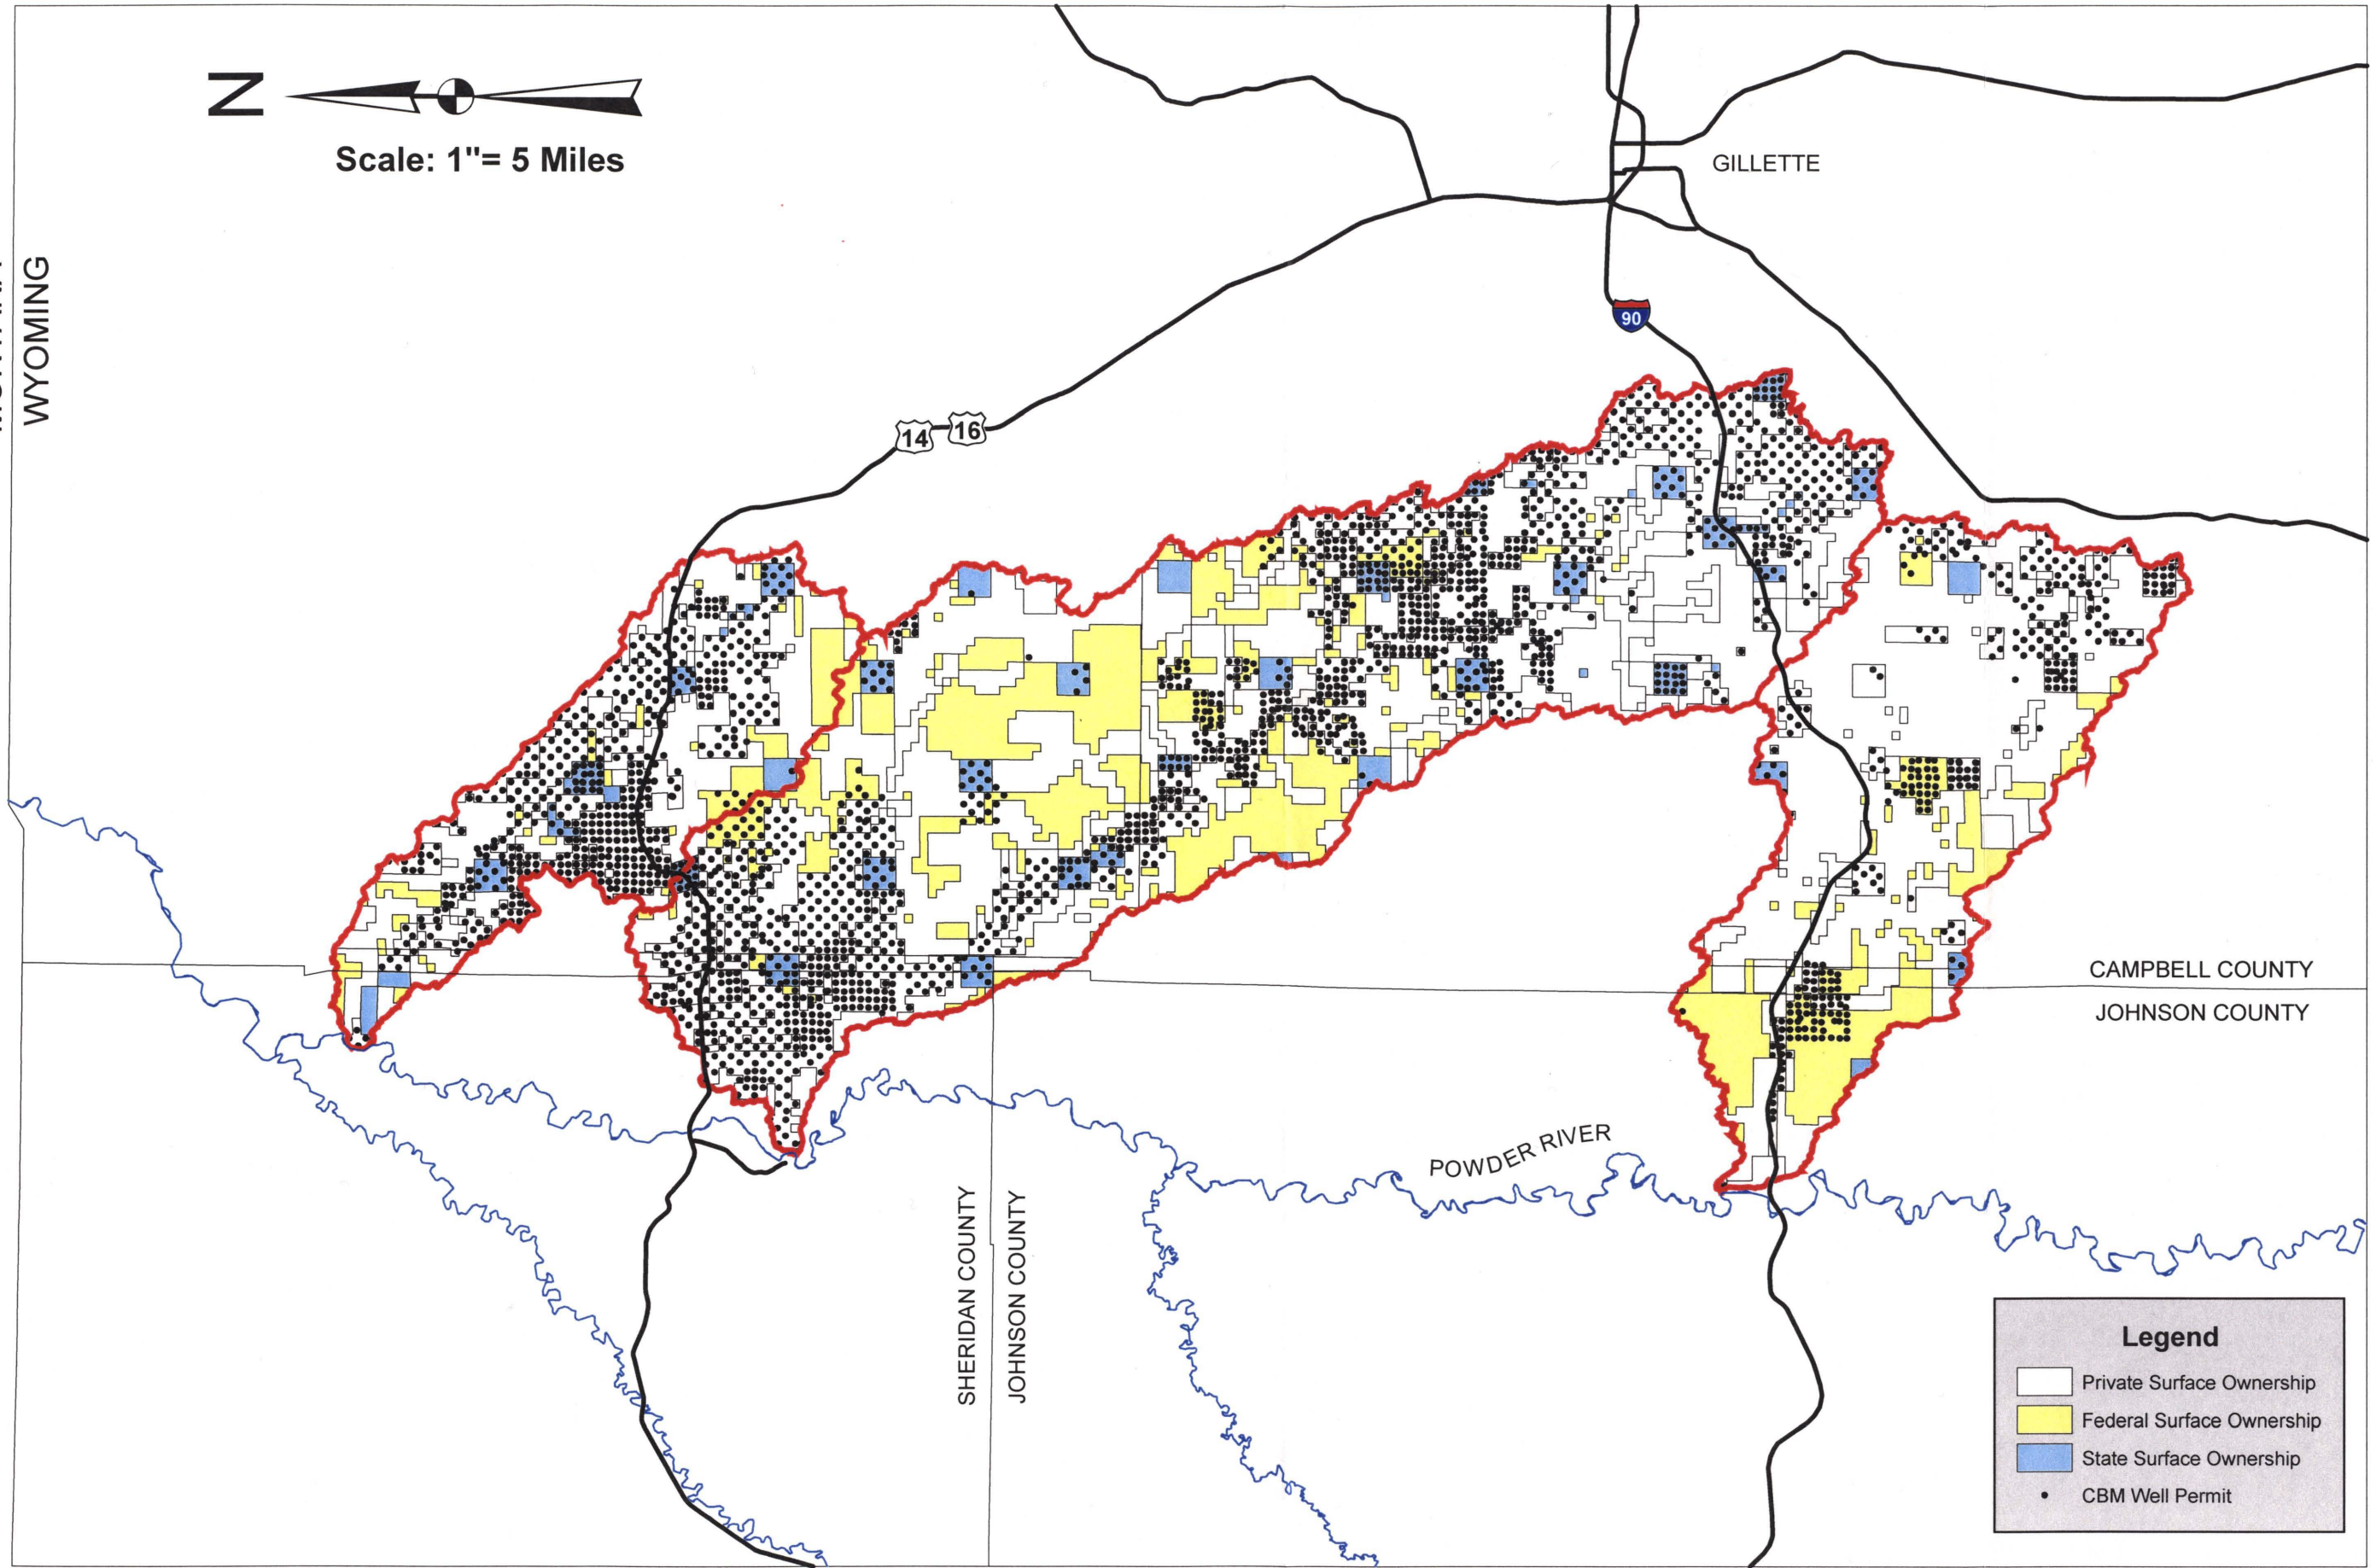 N
Scale: 1"= 5 Miles
WYOMING
GILLETTE
90
14
16
CAMPBELL COUNTY
JOHNSON COUNTY
POWDER RIVER
SHERIDAN COUNTY
JOHNSON COUNTY
Legend
Private Surface Ownership
Federal Surface Ownership
State Surface Ownership
CBM Well Permit